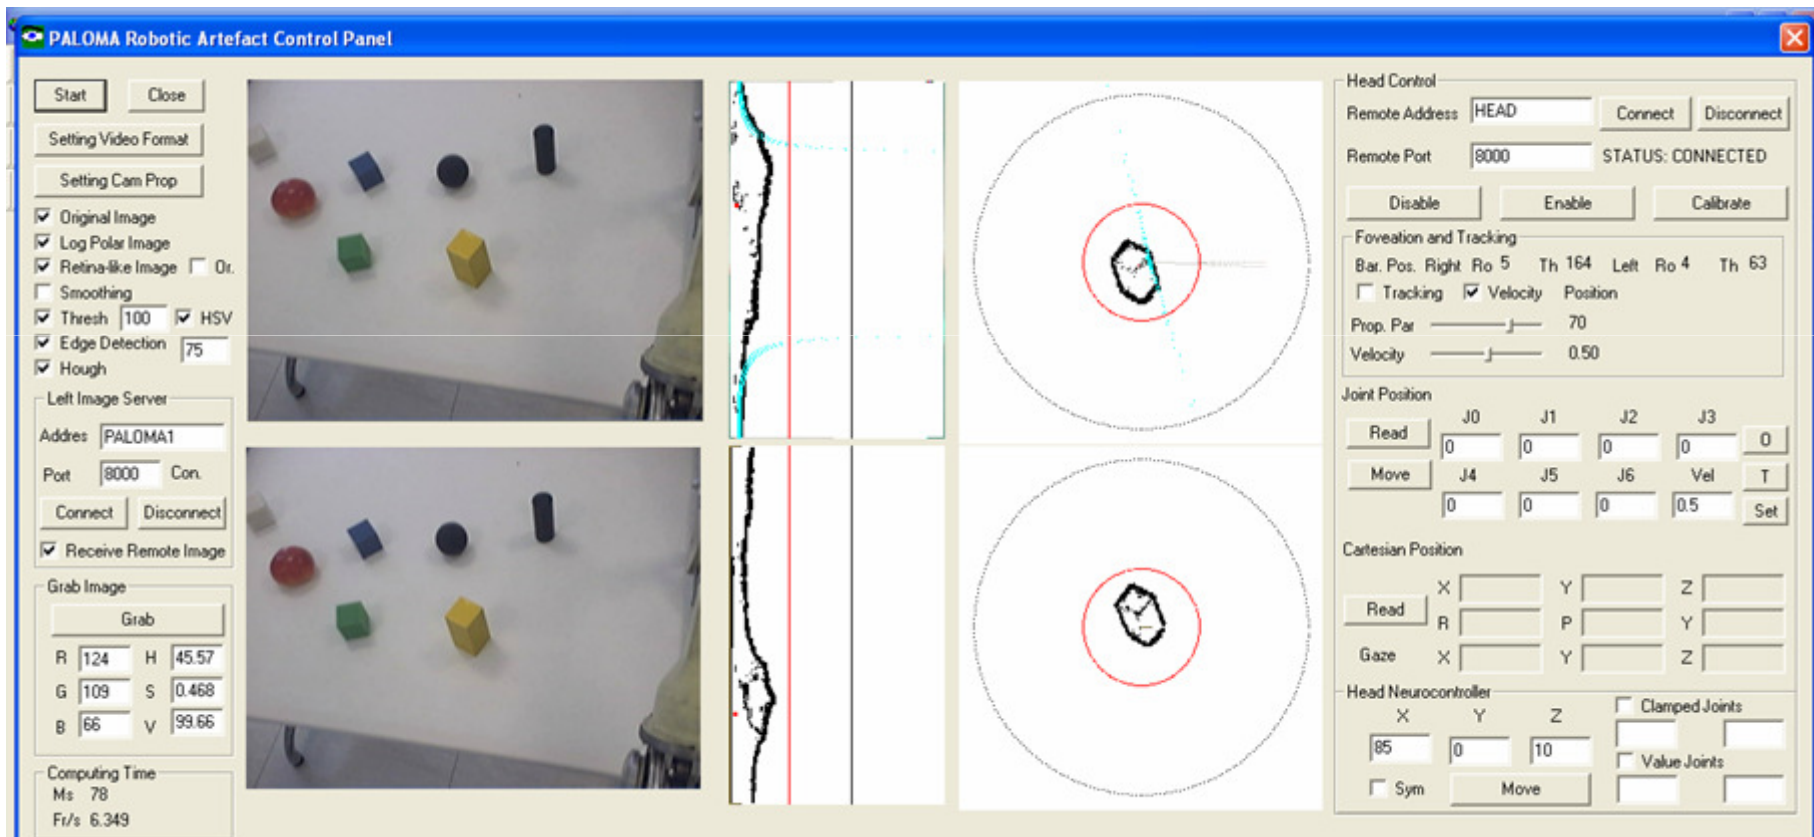 PALOMA Robotic Artefact Control Panel
Start Close
Setting Video Format
Setting Cam Prop
Original Image
Log Polar Image
Retina-like Image Or.
Smoothing
Thresh 100 HSV
Edge Detection 75
Hough
Left Image Server
Addres PALOMA1
Port 8000 Con.
Connect Disconnect
Receive Remote Image
Grab Image
Grab
R 124 H 45.57
G 109 S 0.468
B 66 V 99.66
Computing Time
Ms 78
Fr/s 6.349
Head Control
Remote Address HEAD Connect Disconnect
Remote Port 8000 STATUS: CONNECTED
Disable Enable Calibrate
Foveation and Tracking
Bar. Pos. Right Ro 5 Th 164 Left Ro 4 Th 63
Tracking Velocity Position
Prop. Par 70
Velocity 0.50
Joint Position
J0 J1 J2 J3
Read 0 0 0 0 0
Move J4 J5 J6 Vel T
0 0 0 0.5 Set
Cartesian Position
X Y Z
Read
R P Y
Gaze X Y Z
Head Neurocontroller
X Y Z Clamped Joints
85 0 10
Value Joints
Sym Move